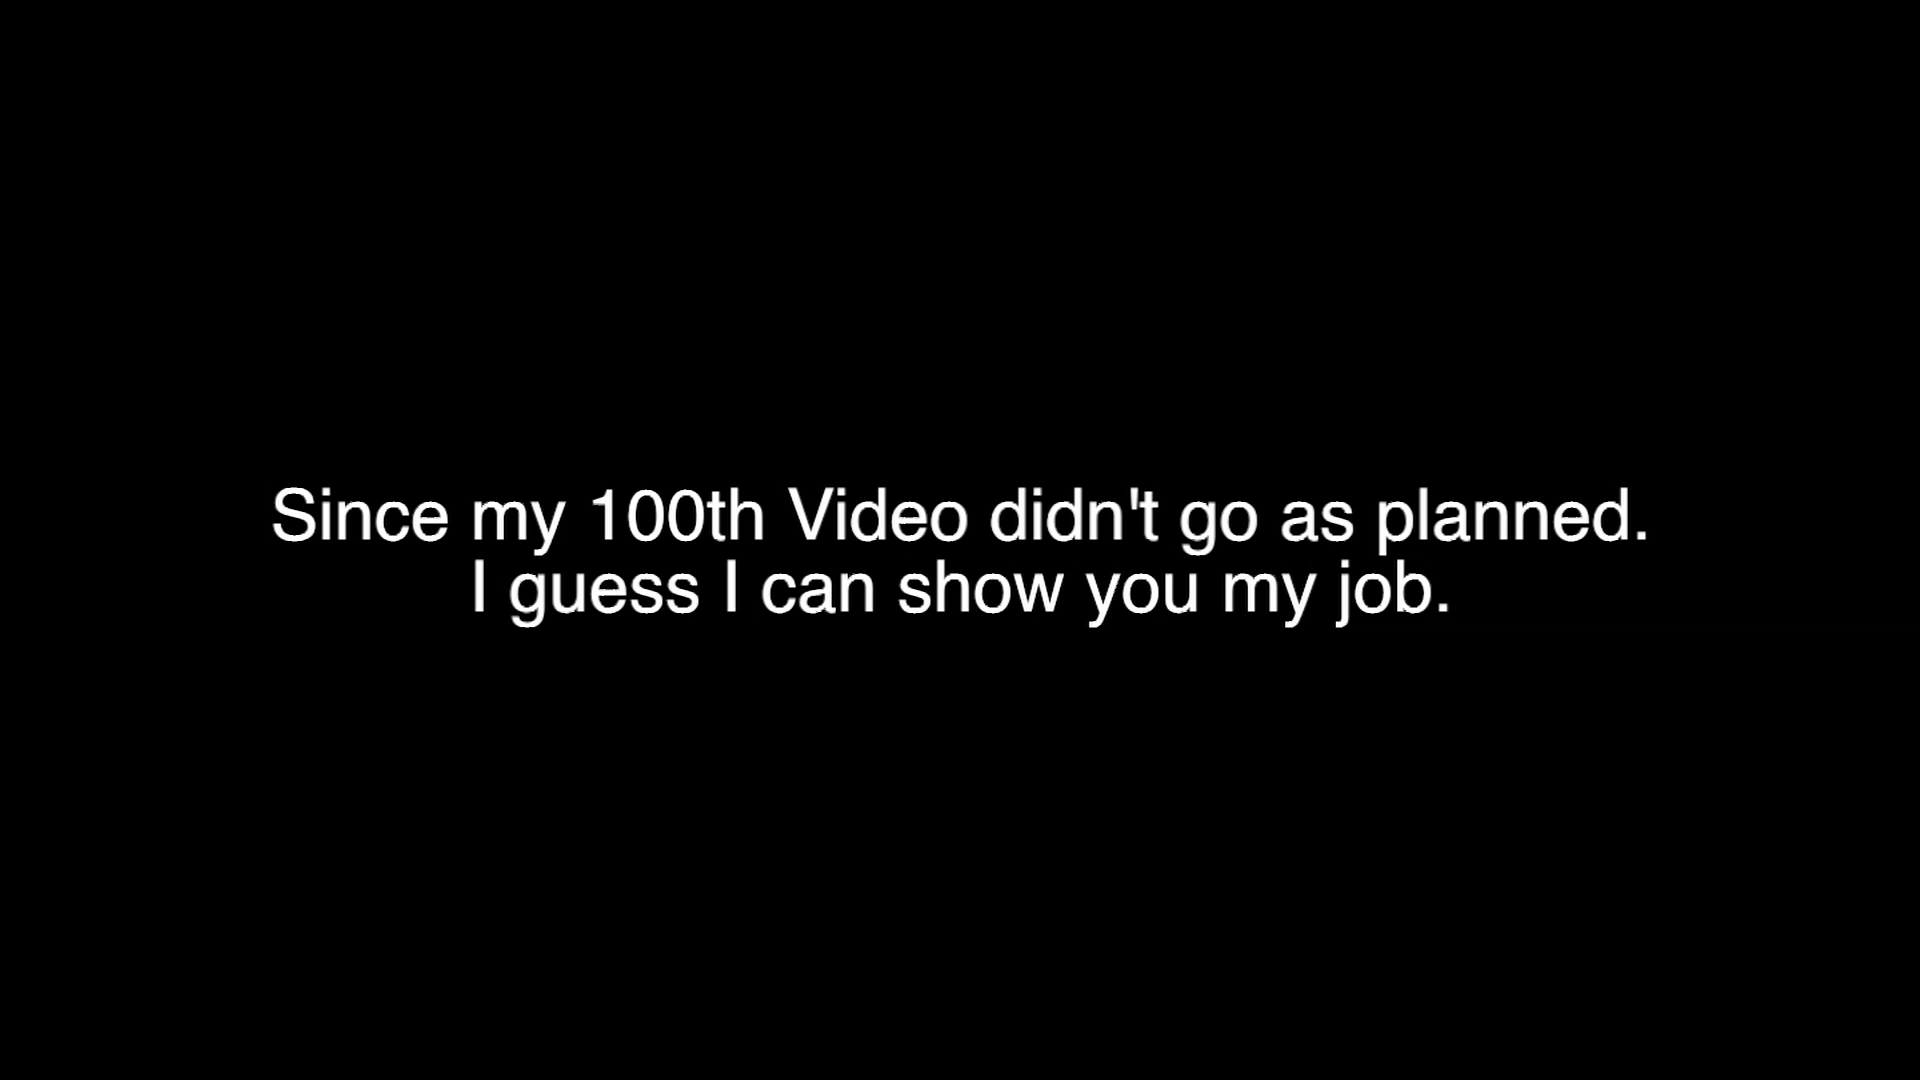 Since my 100th Video didn't go as planned.
I guess I can show you my job.